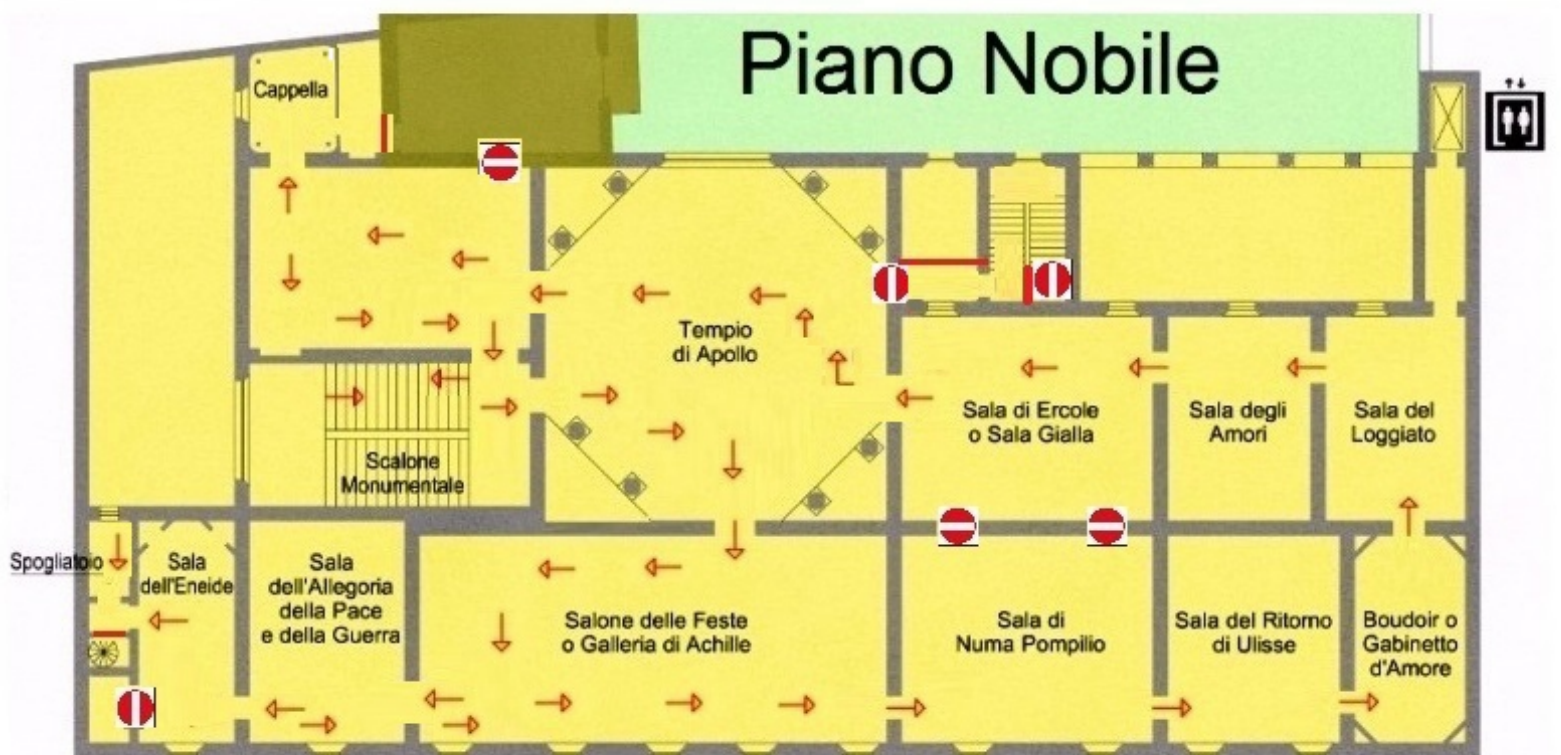 Piano Nobile
Cappella
Tempio
di Apollo
Sala di Ercole
o Sala Gialla
Sala degli
Amori
Sala del
Loggiato
Scalone
Monumentale
Spogliatoio
Sala
dell'Eneide
Sala
dell'Allegoria
della Pace
e della Guerra
Salone delle Feste
o Galleria di Achille
Sala di
Numa Pompilio
Sala del Ritorno
di Ulisse
Boudoir o
Gabinetto
d'Amore